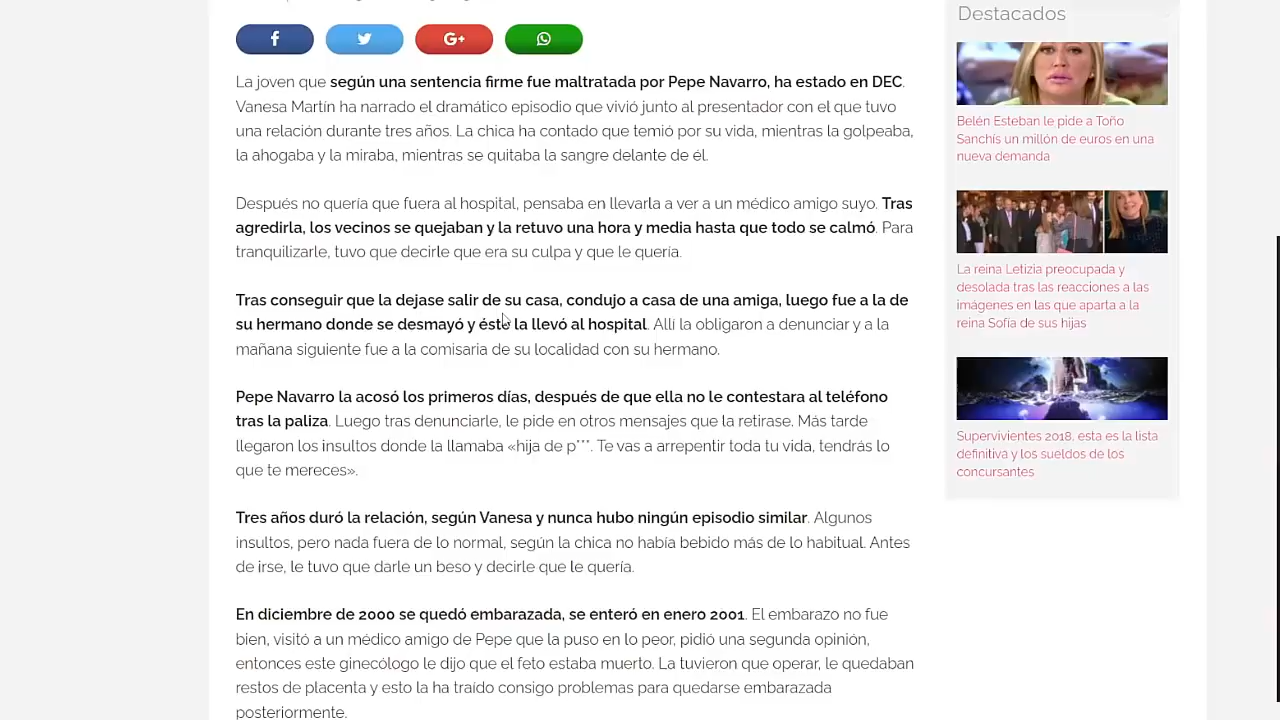 G+
La joven que según una sentencia firme fue maltratada por Pepe Navarro, ha estado en DEC.
Vanesa Martín ha narrado el dramático episodio que vivió junto al presentador con el que tuvo
una relación durante tres años. La chica ha contado que temió por su vida, mientras la golpeaba,
la ahogaba y la miraba, mientras se quitaba la sangre delante de él.
Después no quería que fuera al hospital, pensaba en llevarla a ver a un médico amigo suyo. Tras
agredirla, los vecinos se quejaban y la retuvo una hora y media hasta que todo se calmó. Para
tranquilizarle, tuvo que decirle que era su culpa y que le quería.
Tras conseguir que la dejase salir de su casa, condujo a casa de una amiga, luego fue a la de
su hermano donde se desmayó y éste la llevó al hospital. Allí la obligaron a denunciar y a la
mañana siguiente fue a la comisaria de su localidad con su hermano.
Pepe Navarro la acosó los primeros días, después de que ella no le contestara al teléfono
tras la paliza. Luego tras denunciarle, le pide en otros mensajes que la retirase. Más tarde
llegaron los insultos donde la llamaba «hija de p***. Te vas a arrepentir toda tu vida, tendrás lo
que te mereces».
Tres años duró la relación, según Vanesa y nunca hubo ningún episodio similar. Algunos
insultos, pero nada fuera de lo normal, según la chica no había bebido más de lo habitual. Antes
de irse, le tuvo que darle un beso y decirle que le quería.
En diciembre de 2000 se quedó embarazada, se enteró en enero 2001. El embarazo no fue
bien, visitó a un médico amigo de Pepe que la puso en lo peor, pidió una segunda opinión,
entonces este ginecólogo le dijo que el feto estaba muerto. La tuvieron que operar, le quedaban
restos de placenta y esto la ha traído consigo problemas para quedarse embarazada
posteriormente.
Destacados
Belén Esteban le pide a Toño
Sanchís un millón de euros en una
nueva demanda
La reina Letizia preocupada y
desolada tras las reacciones a las
imágenes en las que aparta a la
reina Sofía de sus hijas
Supervivientes 2018, esta es la lista
definitiva y los sueldos de los
concursantes